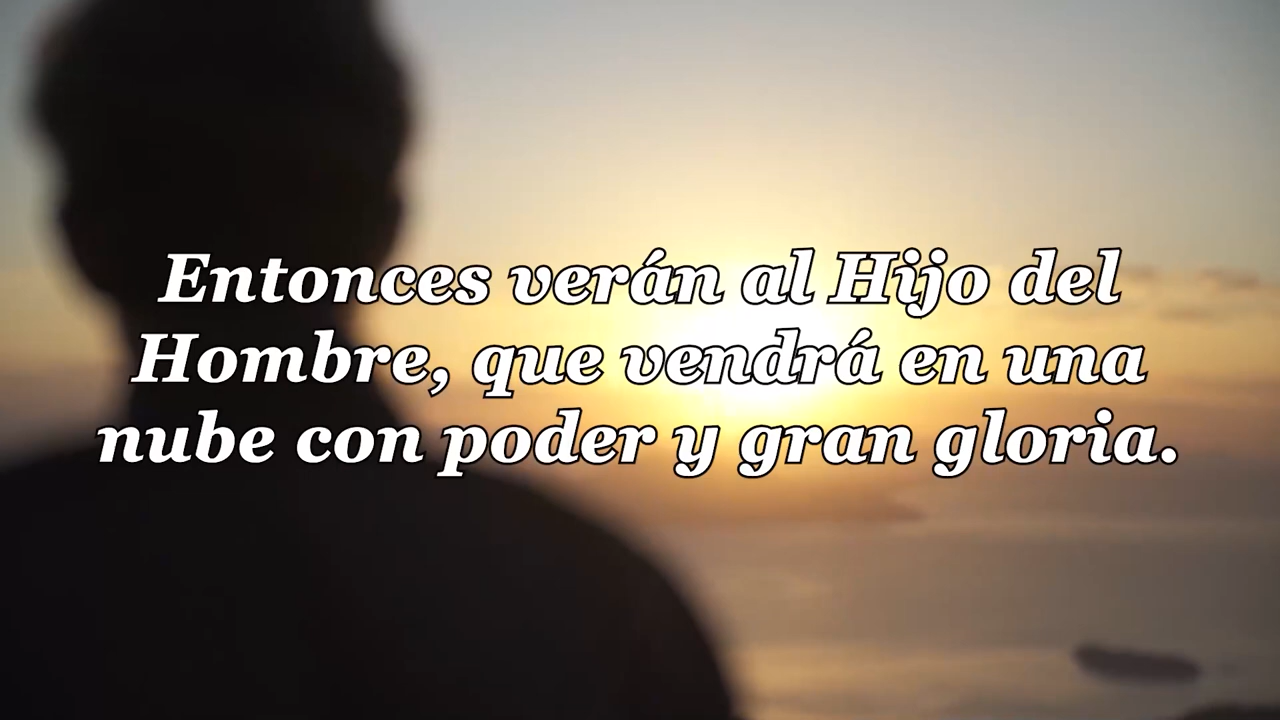 Entonces verán al Hijo del
Hombre, que vendrá en una
nube con poder y gran gloria.